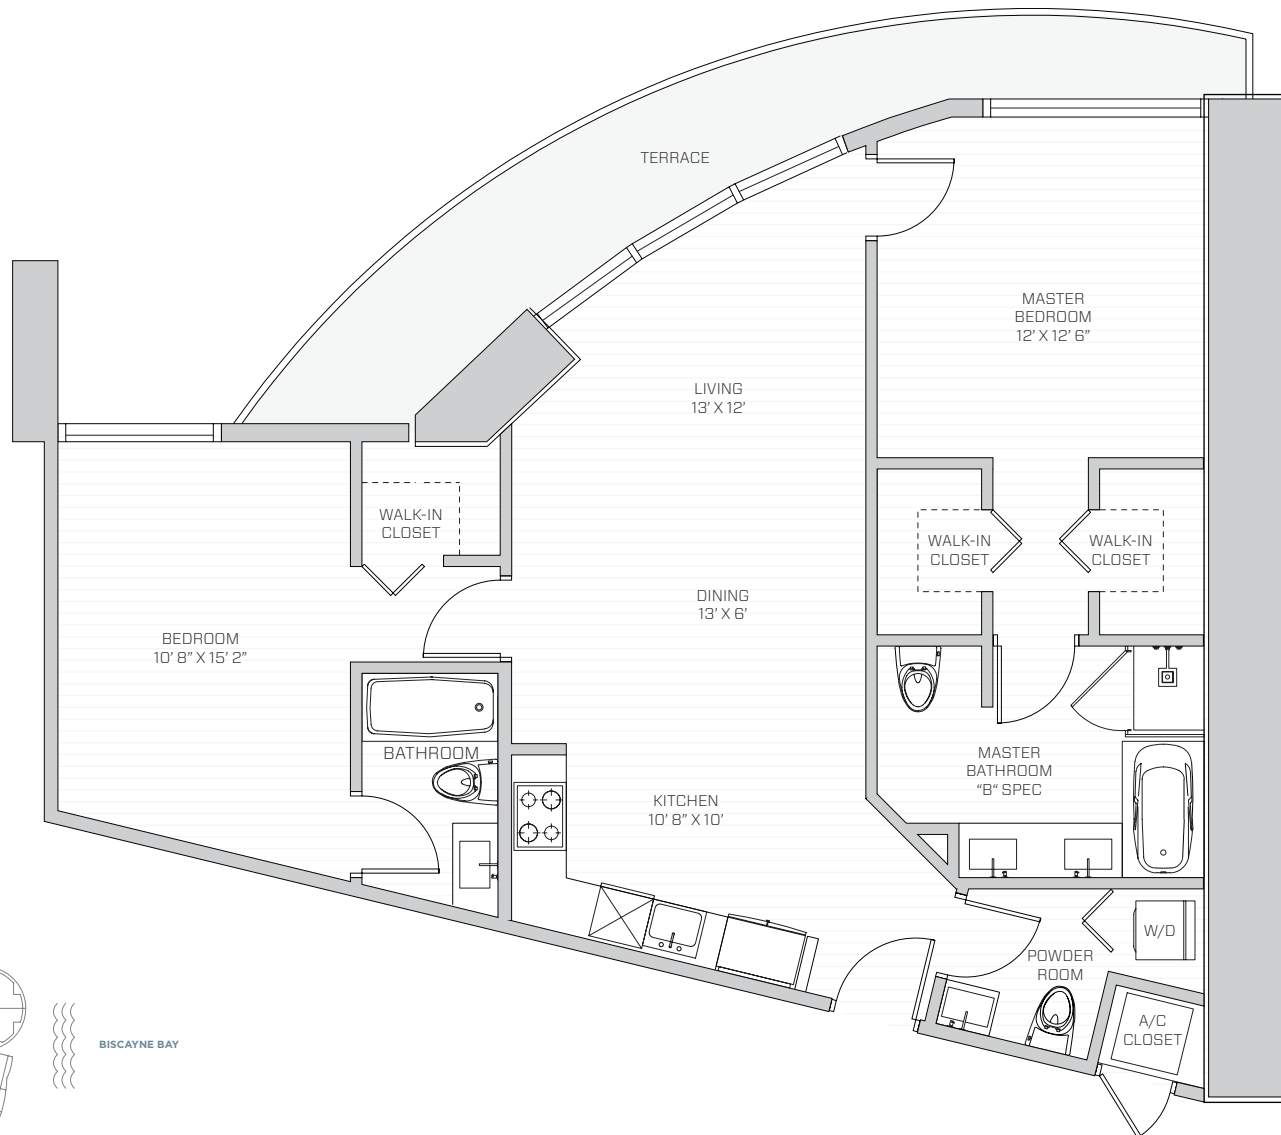 TERRACE
MASTER
BEDROOM
12' X 12' 6”
LIVING
13' X 12'
WALK-IN
CLOSET
WALK-IN
CLOSET
WALK-IN
CLOSET
DINING
13' X 6'
BEDROOM
10' 8” X 15' 2”
BATHROOM
MASTER
BATHROOM
“B“ SPEC
KITCHEN
10' 8” X 10'
W/D
POWDER
ROOM
A/C
CLOSET
BISCAYNE BAY